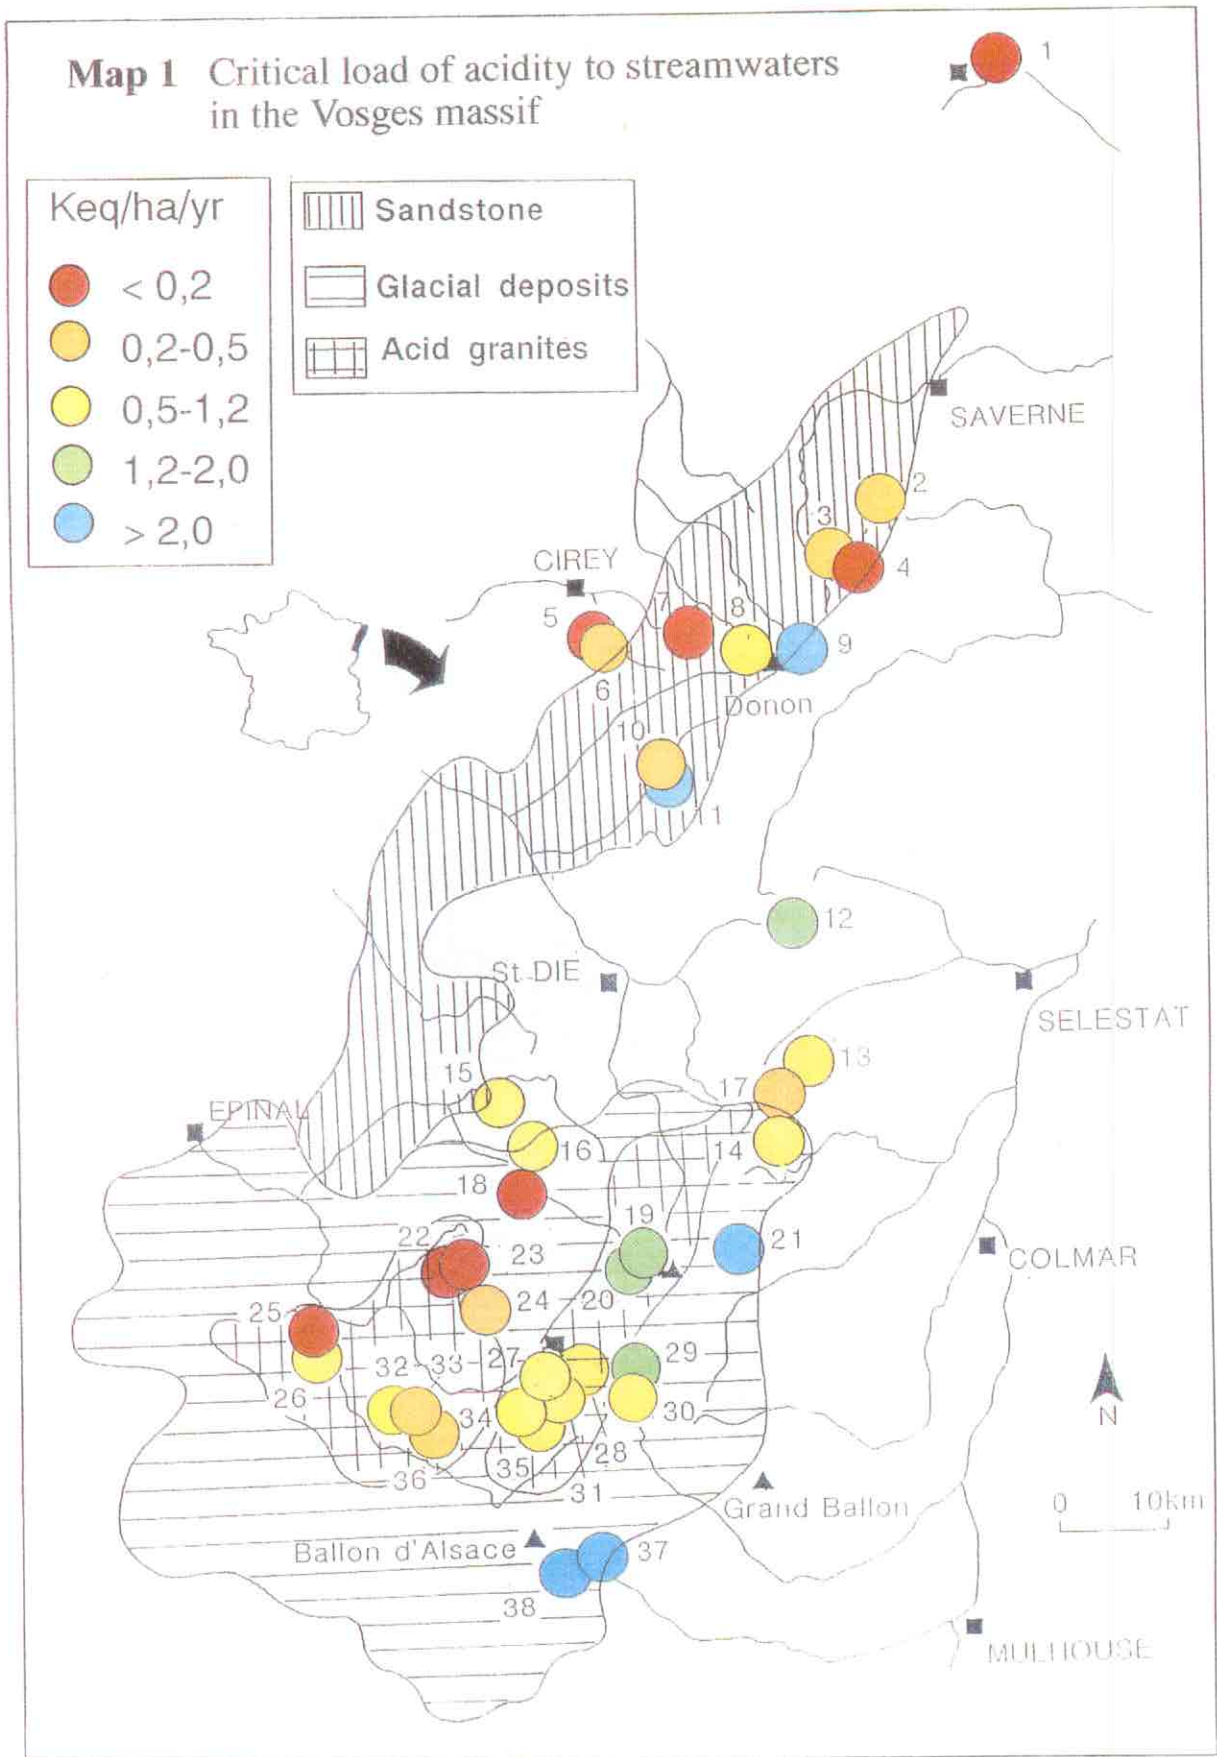 Map 1 Critical load of acidity to streamwaters
in the Vosges massif
1
Keq/ha/yr
< 0,2
0,2-0,5
0,5-1,2
1,2-2,0
> 2,0
Sandstone
Glacial deposits
Acid granites
SAVERNE
2
3
4
CIREY
5
7
8
9
6
Donon
10
11
12
St DIE
SELESTAT
13
15
17
EPINAL
16
14
18
19
21
22
23
COLMAR
24
20
25
29
32
33
27
26
30
34
N
28
35
36
31
Grand Ballon
0 10km
Ballon d'Alsace
37
38
MULHOUSE